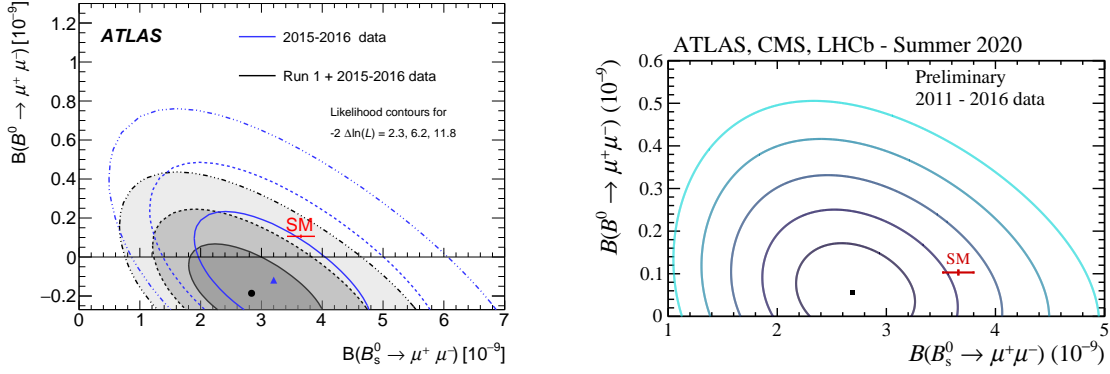 ATLAS
2015-2016 data
Run 1 + 2015-2016 data
Likelihood contours for
-2 Δln(L) = 2.3, 6.2, 11.8
SM
B(B⁰ → μ⁺ μ⁻) [10⁻⁹]
1.2
1
0.8
0.6
0.4
0.2
0
−0.2
0 1 2 3 4 5 6 7
B(B⁰ₛ → μ⁺ μ⁻) [10⁻⁹]
ATLAS, CMS, LHCb - Summer 2020
Preliminary
2011 - 2016 data
SM
B(B⁰ → μ⁺μ⁻) (10⁻⁹)
0.6
0.5
0.4
0.3
0.2
0.1
0
1 2 3 4 5
B(B⁰ₛ → μ⁺μ⁻) (10⁻⁹)